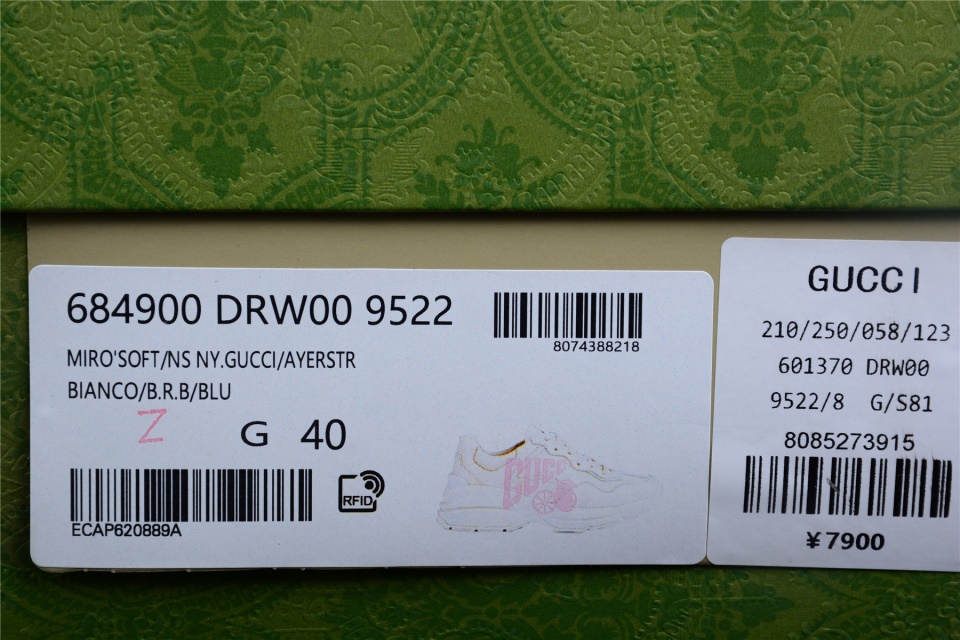 684900 DRW00 9522
8074388218
MIRO'SOFT/NS NY.GUCCI/AYERSTR
BIANCO/B.R.B/BLU
Z
G 40
RFID
ECAP620889A
GUCCI
GUCCI
210/250/058/123
601370 DRW00
9522/8 G/S81
8085273915
¥7900